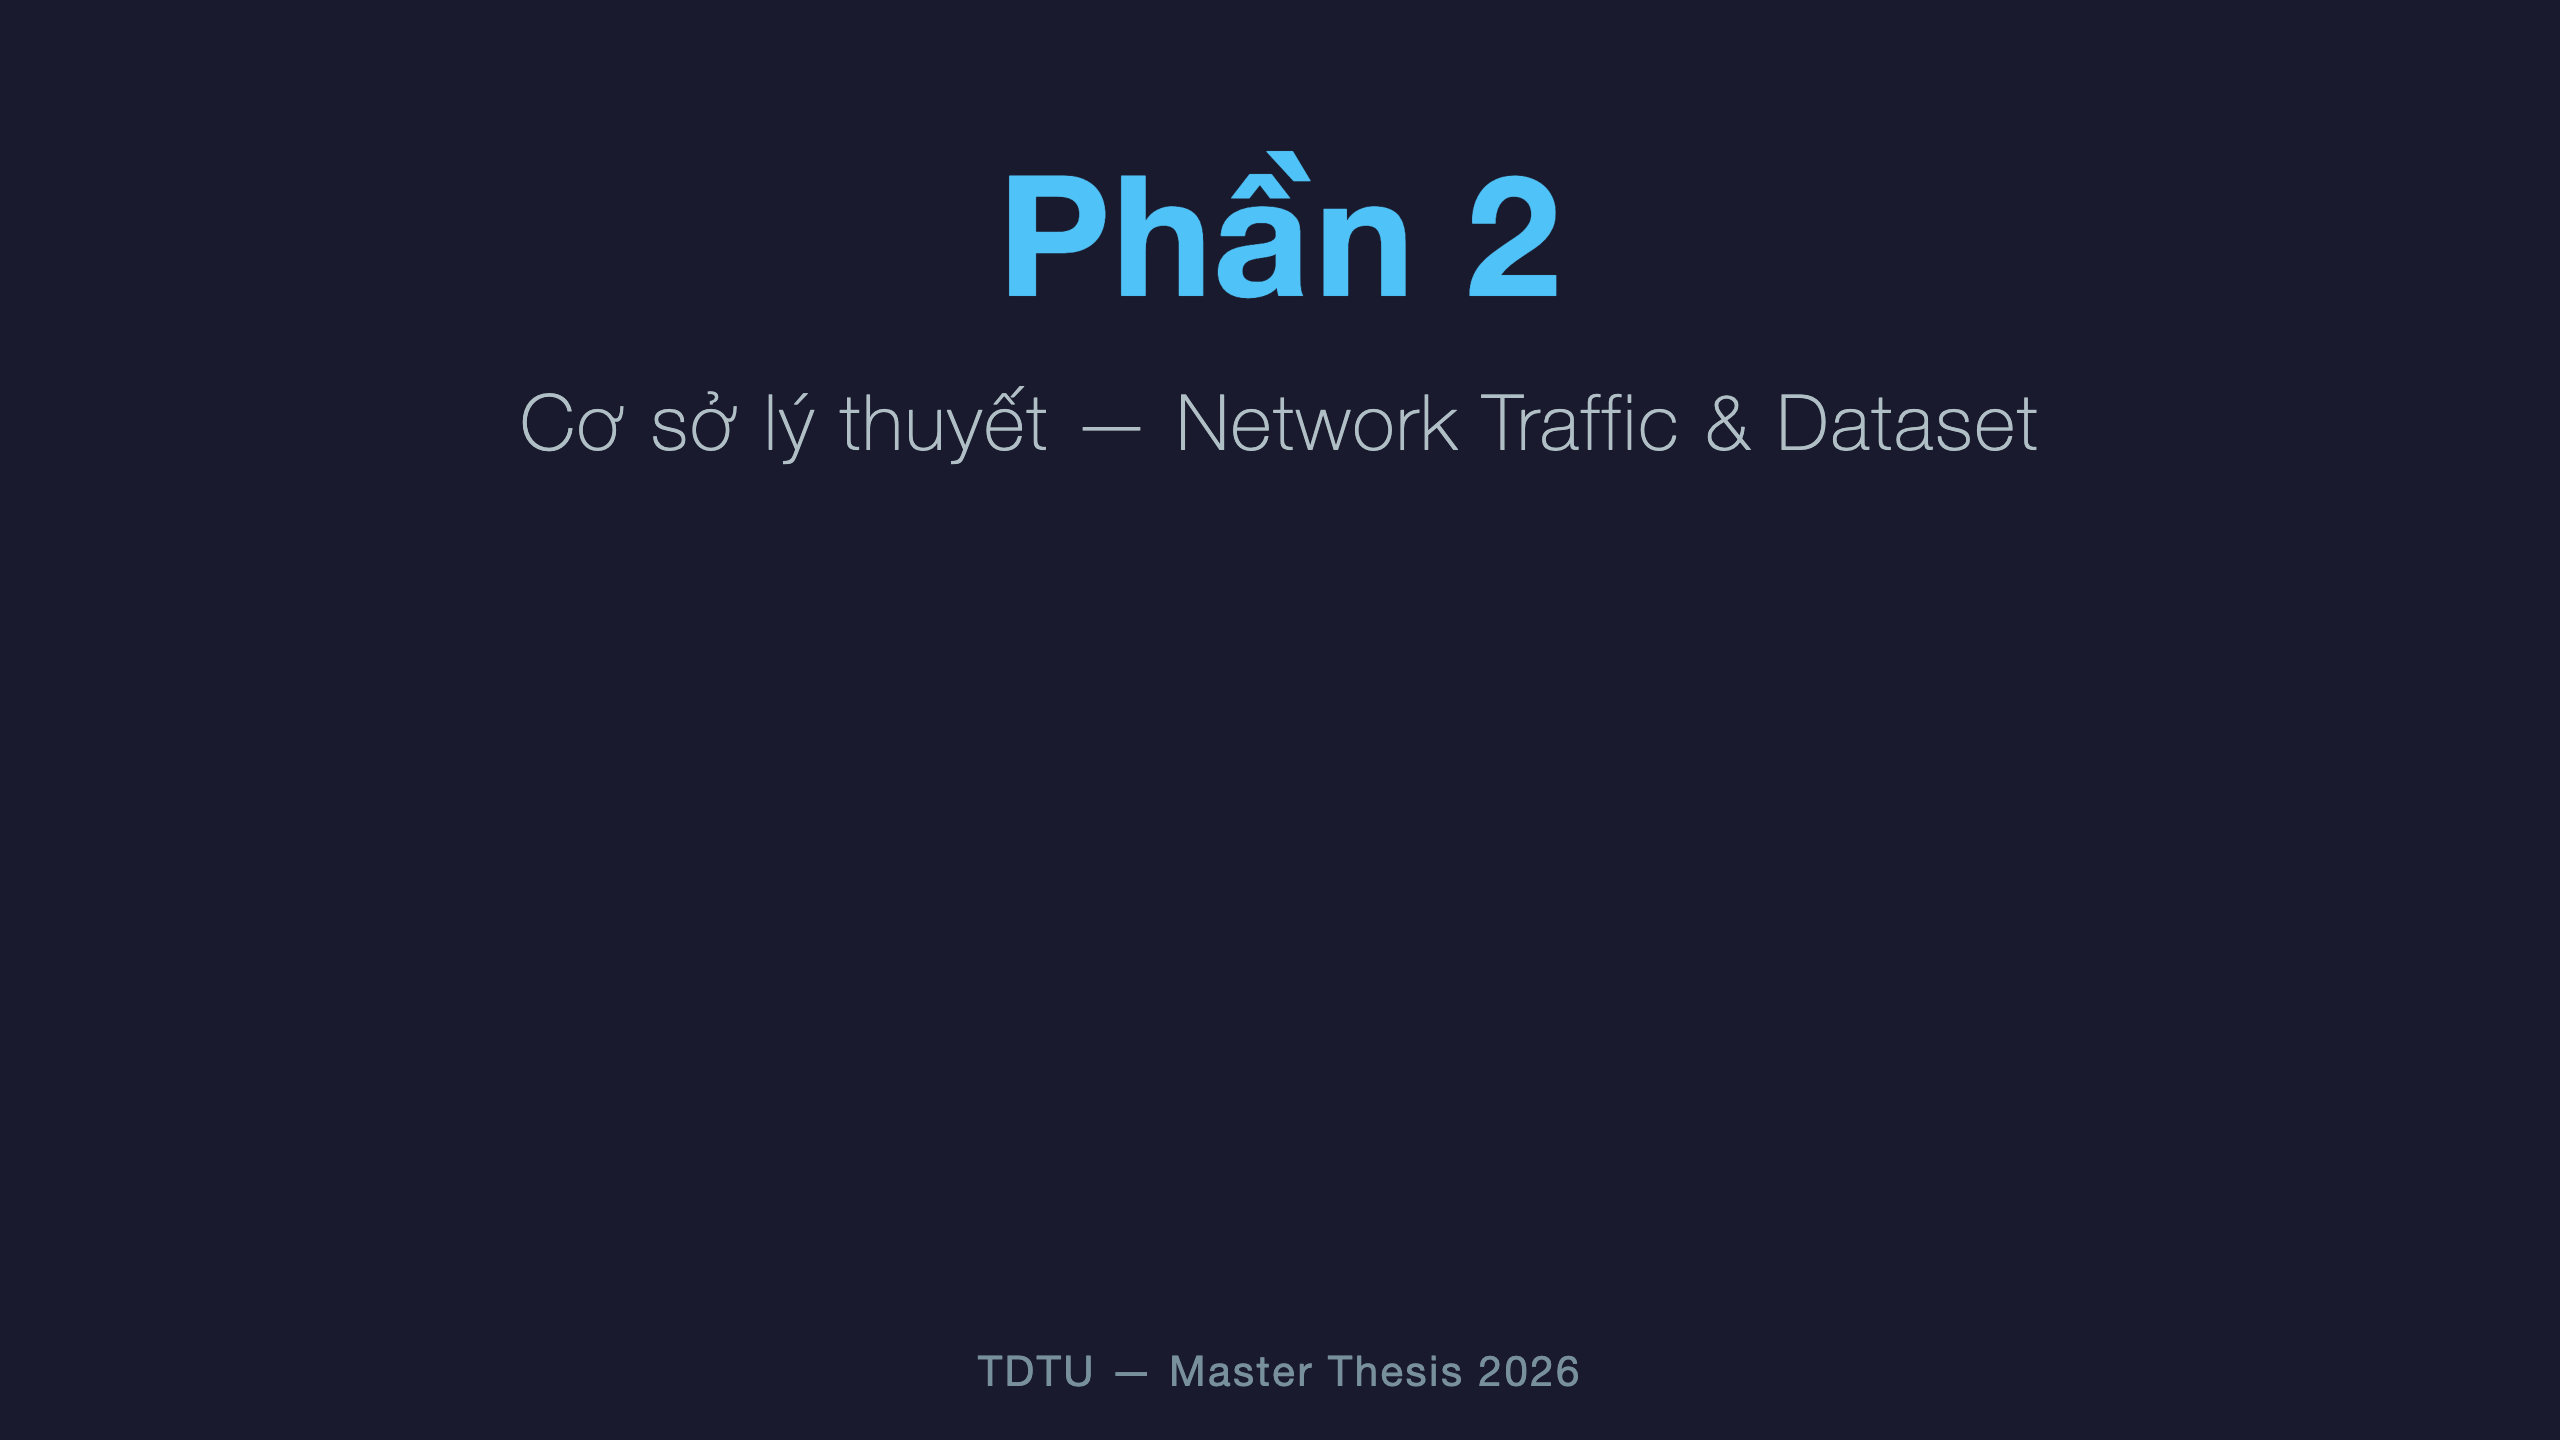 Phần 2
Cơ sở lý thuyết — Network Traffic & Dataset
TDTU — Master Thesis 2026